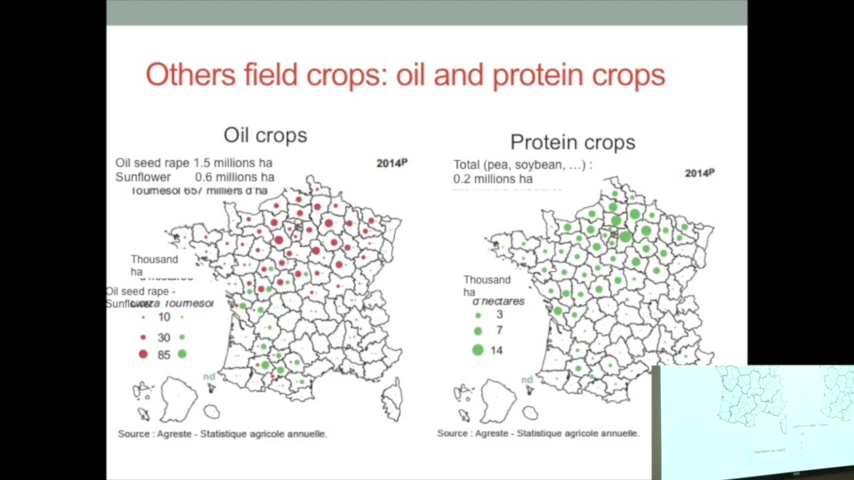 Others field crops: oil and protein crops
Oil crops
Oil seed rape 1.5 millions ha
Sunflower 0.6 millions ha
Tournesol 657 milliers d'ha
2014P
Thousand
ha
Oil seed rape -
Sunflower Tournesol
10
30
85
nd
Source : Agreste - Statistique agricole annuelle.
Protein crops
Total (pea, soybean, ...) :
0.2 millions ha
2014P
Thousand
ha
d'hectares
3
7
14
nd
Source : Agreste - Statistique agricole annuelle.